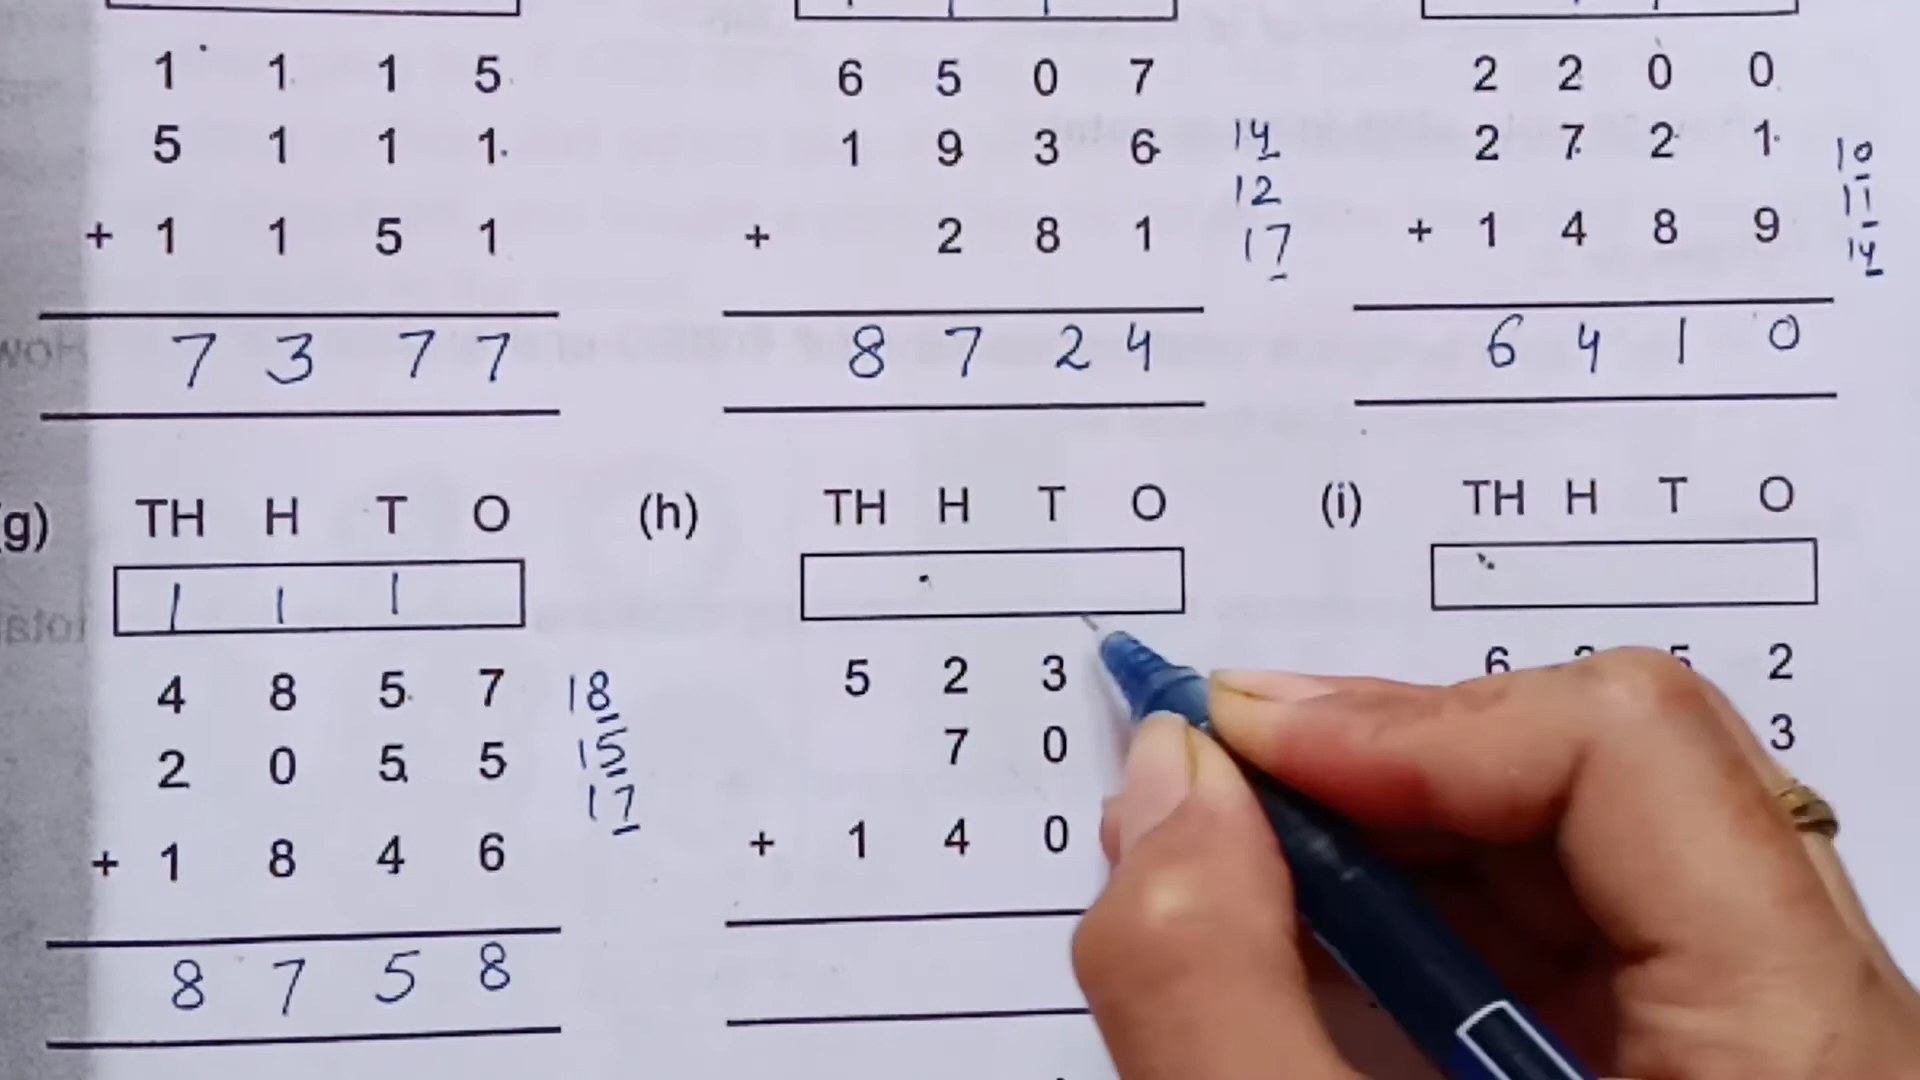 1 1 1 5 6 5 0 7 2 2 0 0
5 1 1 1 1 9 3 6 14 2 7 2 1 10
12 11
+ 1 1 5 1 + 2 8 1 17 + 1 4 8 9 14
7 3 7 7 8 7 2 4 6 4 1 0
(g) TH H T O (h) TH H T O (i) TH H T O
1 1 1
4 8 5 7 18 5 2 3 6 5 2
2 0 5 5 15 7 0 3
17
+ 1 8 4 6 + 1 4 0
8 7 5 8